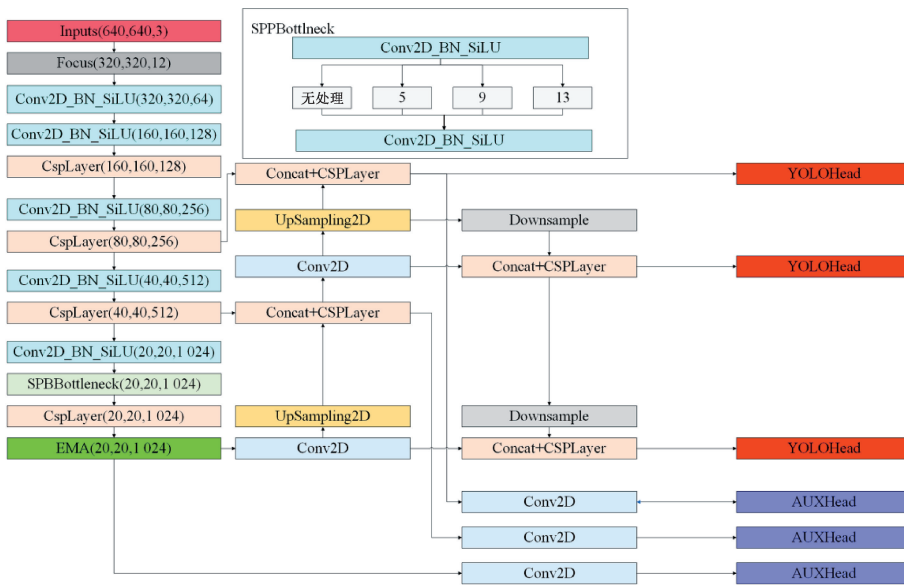 SPPBottlneck
Conv2D_BN_SiLU
无处理
5
9
13
Conv2D_BN_SiLU
Inputs(640,640,3)
Focus(320,320,12)
Conv2D_BN_SiLU(320,320,64)
Conv2D_BN_SiLU(160,160,128)
CspLayer(160,160,128)
Conv2D_BN_SiLU(80,80,256)
CspLayer(80,80,256)
Conv2D_BN_SiLU(40,40,512)
CspLayer(40,40,512)
Conv2D_BN_SiLU(20,20,1 024)
SPBBottleneck(20,20,1 024)
CspLayer(20,20,1 024)
EMA(20,20,1 024)
Concat+CSPLayer
UpSampling2D
Conv2D
Concat+CSPLayer
UpSampling2D
Conv2D
Downsample
Concat+CSPLayer
Downsample
Concat+CSPLayer
Conv2D
Conv2D
Conv2D
YOLOHead
YOLOHead
YOLOHead
AUXHead
AUXHead
AUXHead